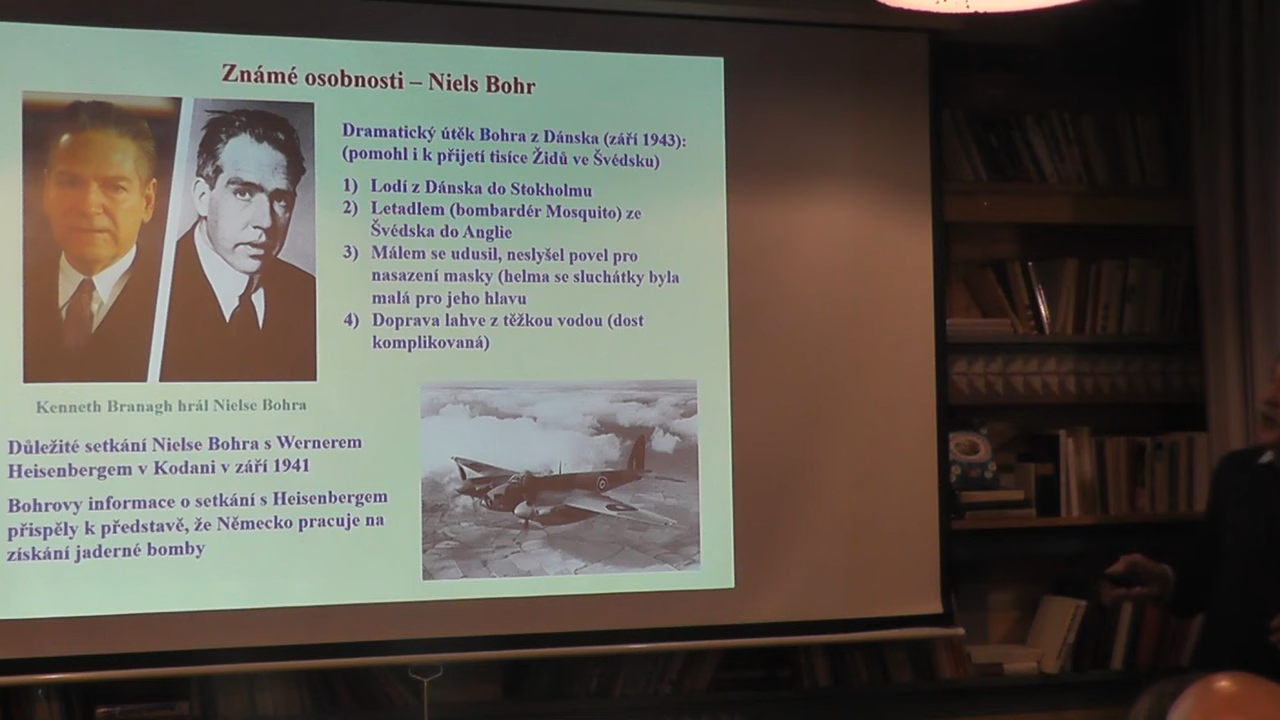 Známé osobnosti – Niels Bohr
Dramatický útěk Bohra z Dánska (září 1943):
(pomohl i k přijetí tisíce Židů ve Švédsku)
1) Lodí z Dánska do Stokholmu
2) Letadlem (bombardér Mosquito) ze
Švédska do Anglie
3) Málem se udusil, neslyšel povel pro
nasazení masky (helma se sluchátky byla
malá pro jeho hlavu
4) Doprava lahve z těžkou vodou (dost
komplikovaná)
Kenneth Branagh hrál Nielse Bohra
Důležité setkání Nielse Bohra s Wernerem
Heisenbergem v Kodani v září 1941
Bohrovy informace o setkání s Heisenbergem
přispěly k představě, že Německo pracuje na
získání jaderné bomby